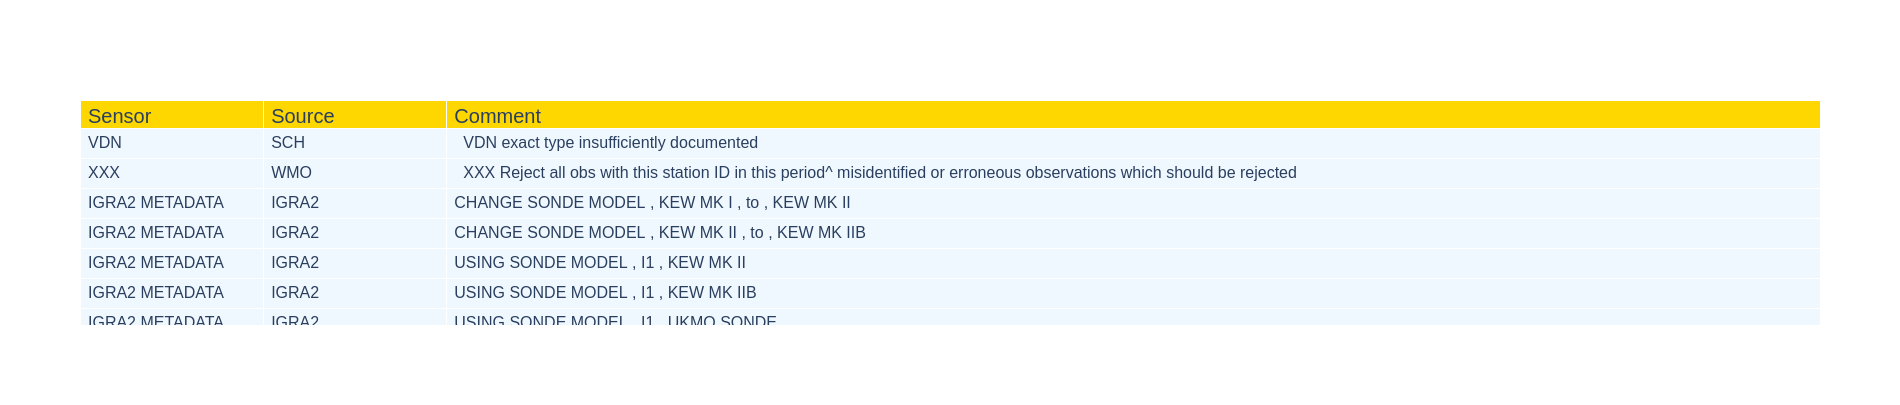 Sensor Source Comment
VDN SCH VDN exact type insufficiently documented
XXX WMO XXX Reject all obs with this station ID in this period^ misidentified or erroneous observations which should be rejected
IGRA2 METADATA IGRA2 CHANGE SONDE MODEL , KEW MK I , to , KEW MK II
IGRA2 METADATA IGRA2 CHANGE SONDE MODEL , KEW MK II , to , KEW MK IIB
IGRA2 METADATA IGRA2 USING SONDE MODEL , I1 , KEW MK II
IGRA2 METADATA IGRA2 USING SONDE MODEL , I1 , KEW MK IIB
IGRA2 METADATA IGRA2 USING SONDE MODEL , I1 , UKMO SONDE